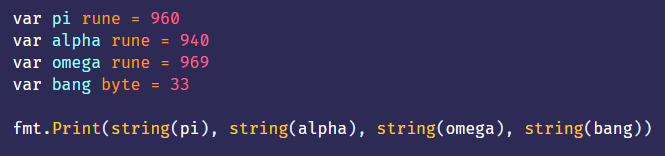 var pi rune = 960
var alpha rune = 940
var omega rune = 969
var bang byte = 33
fmt.Print(string(pi), string(alpha), string(omega), string(bang))